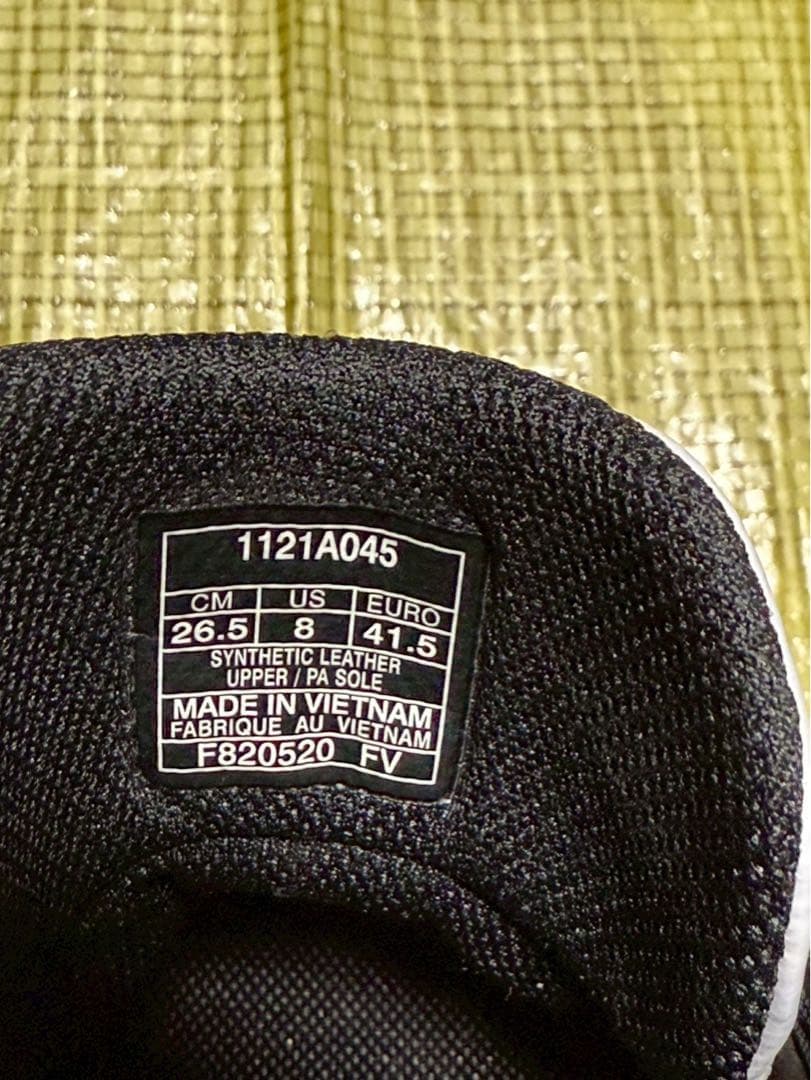 1121A045
CM US EURO
26.5 8 41.5
SYNTHETIC LEATHER
UPPER / PA SOLE
MADE IN VIETNAM
FABRIQUE AU VIETNAM
F820520 FV